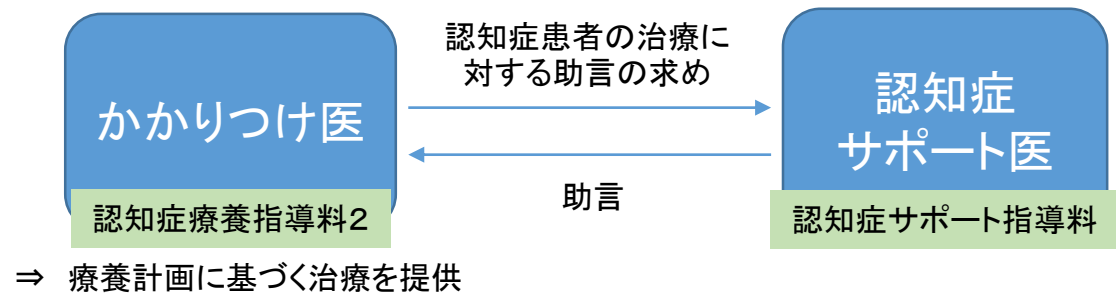 かかりつけ医
認知症療養指導料２
認知症患者の治療に
対する助言の求め
助言
認知症
サポート医
認知症サポート指導料
⇒　療養計画に基づく治療を提供